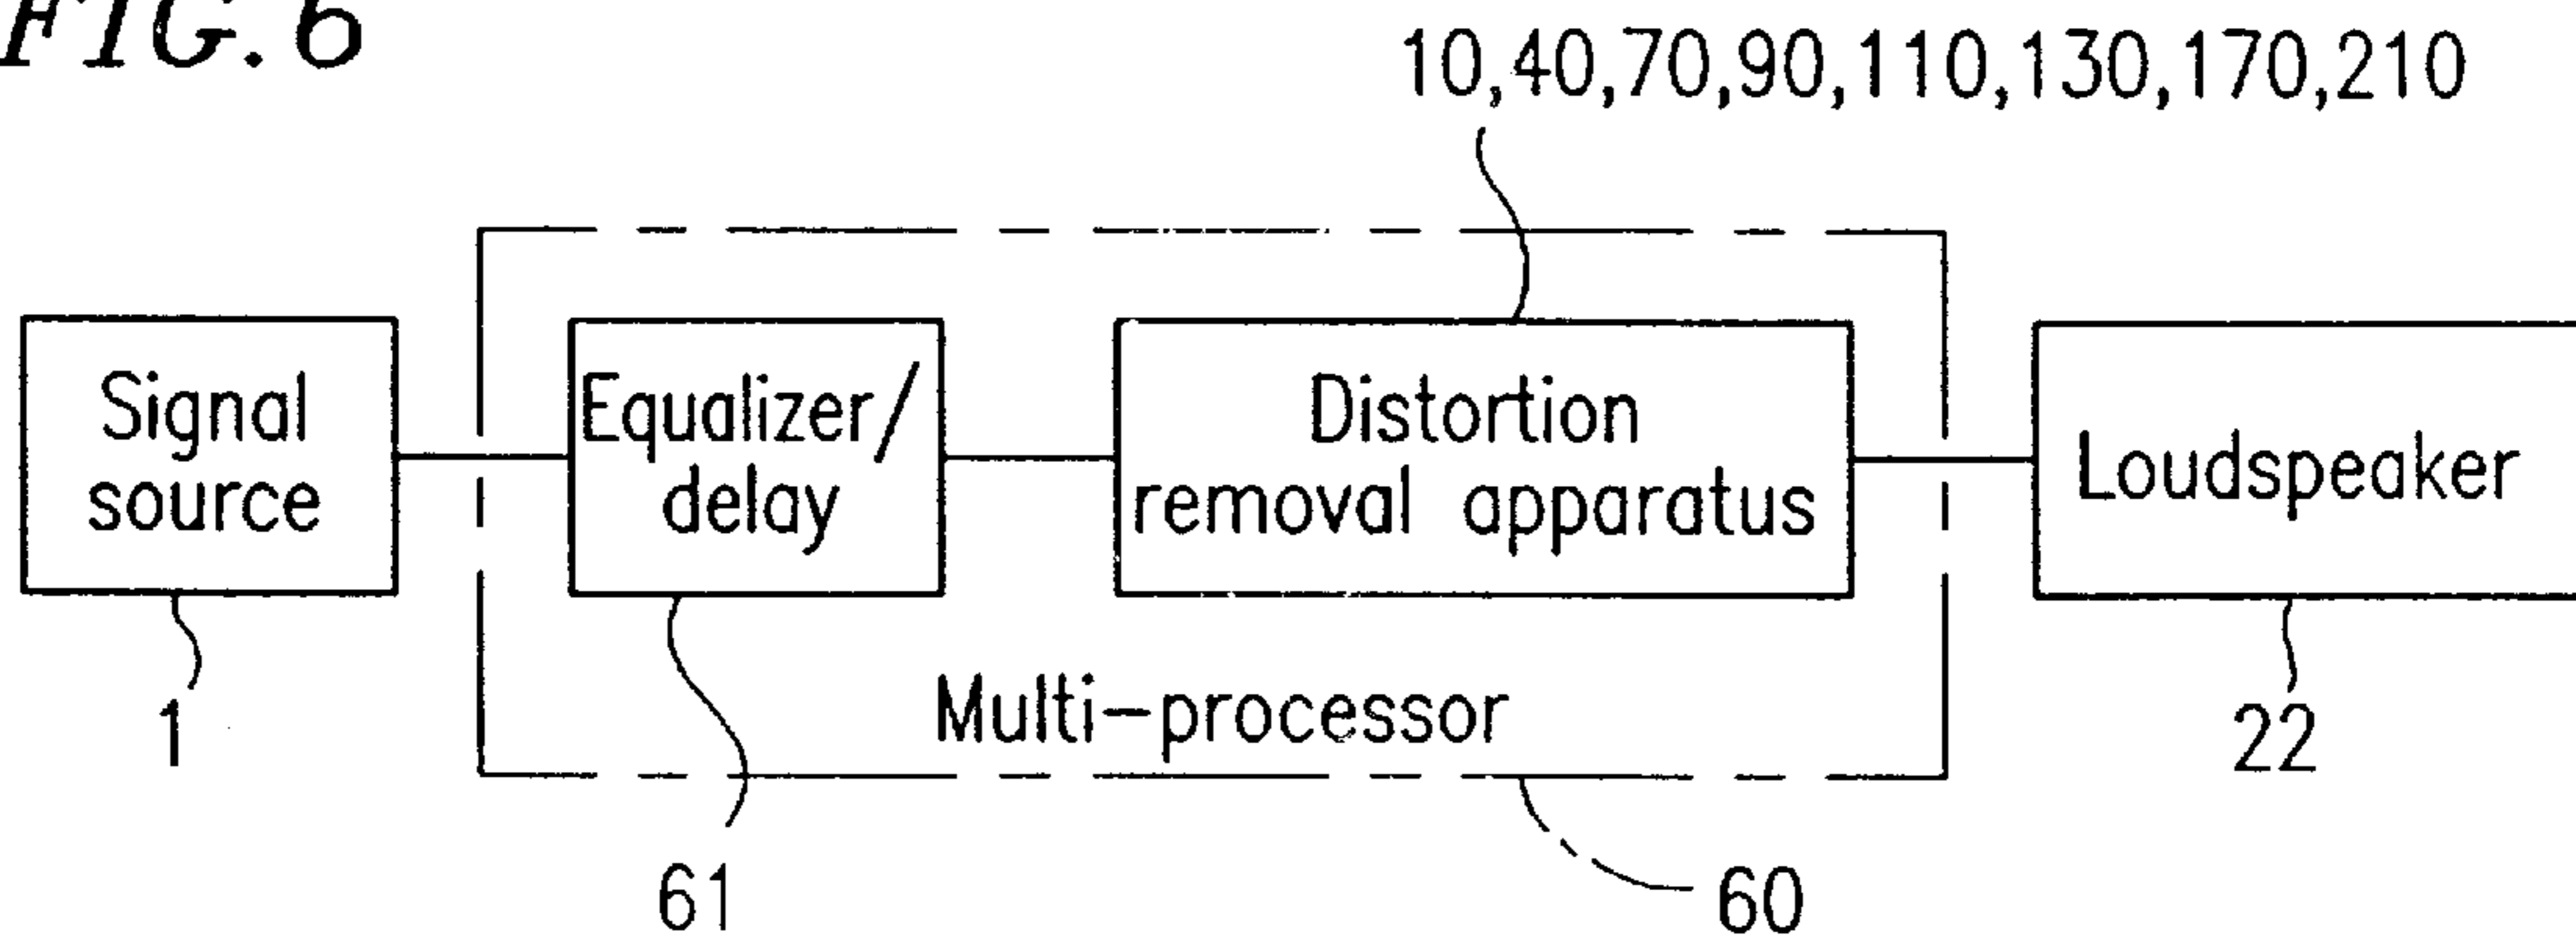 FIG. 6
10,40,70,90,110,130,170,210
Signal
source
Equalizer/
delay
Distortion
removal apparatus
Loudspeaker
Multi-processor
1
22
61
60